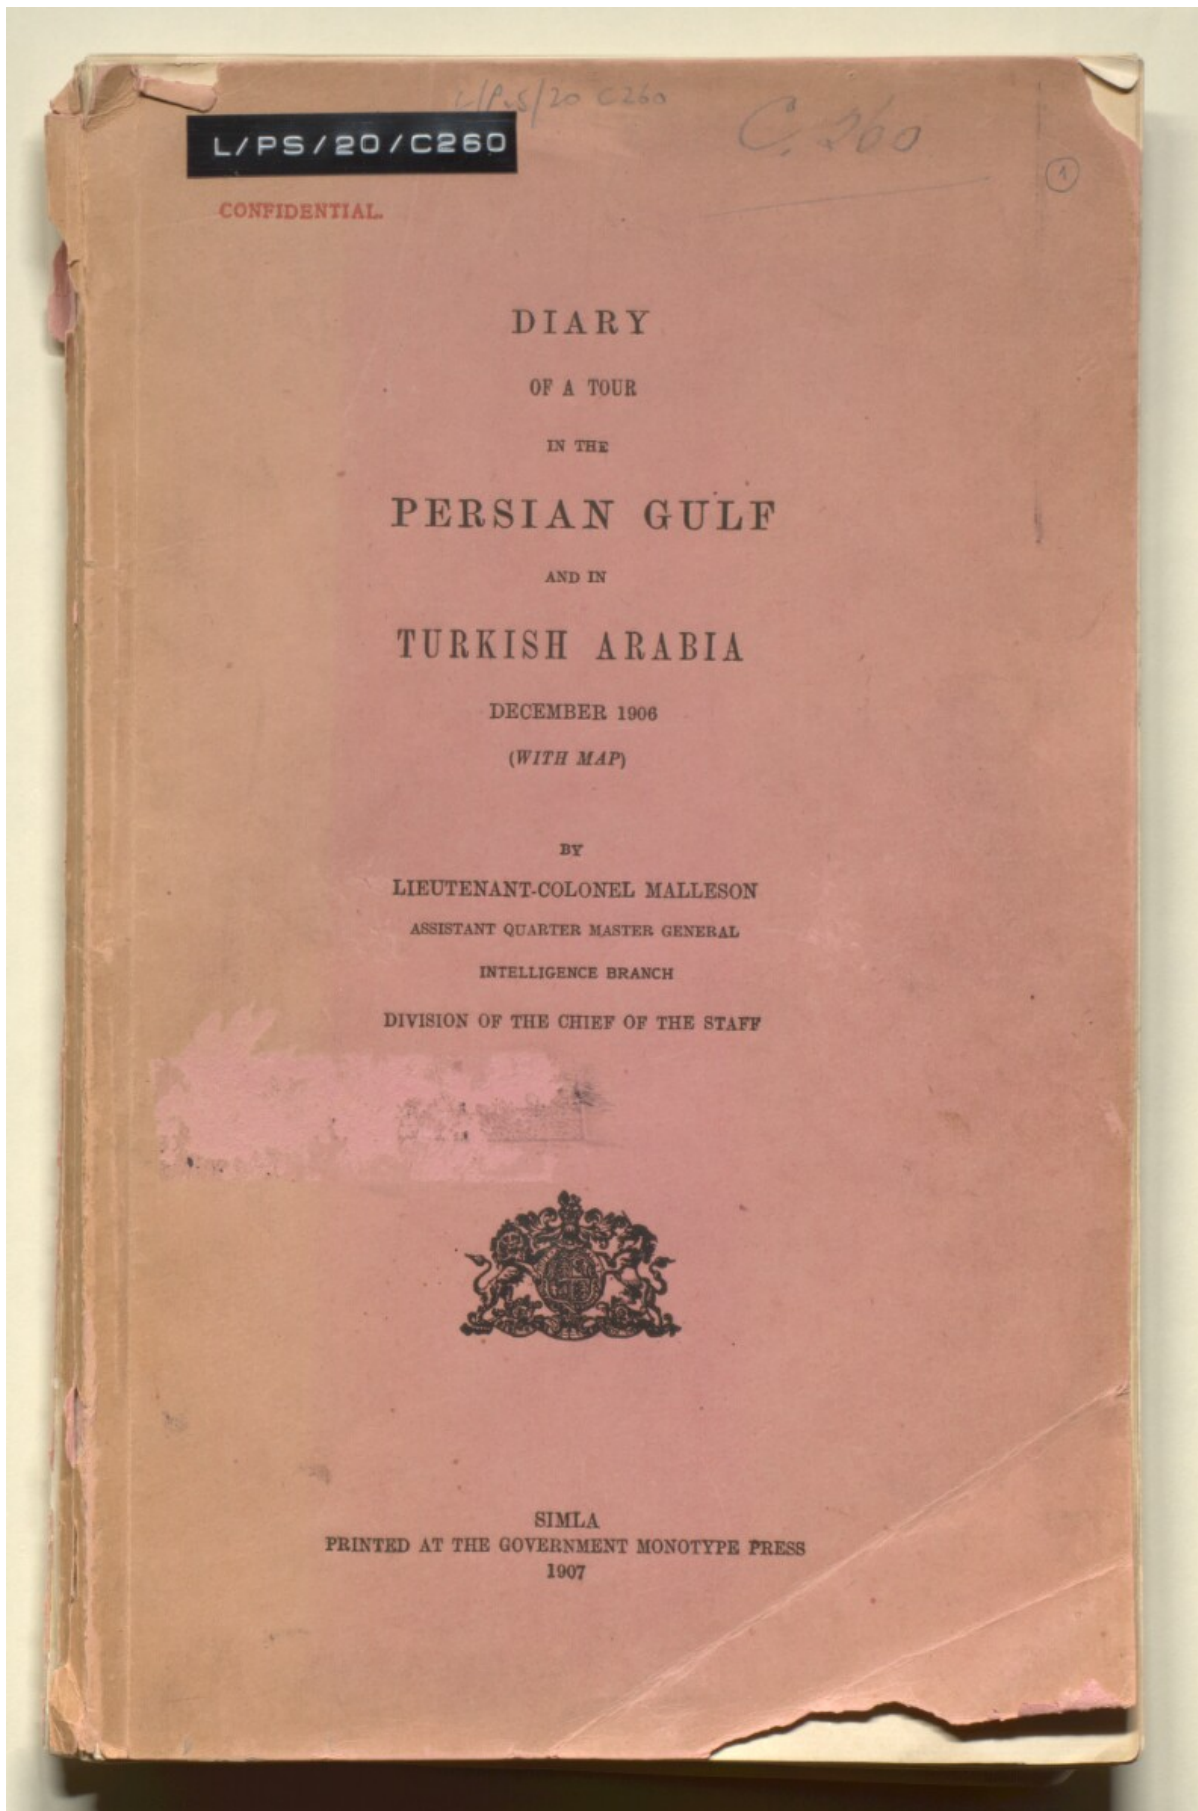 L/P&S/20 C260
C. 260
L/PS/20/C260
1
CONFIDENTIAL.
DIARY
OF A TOUR
IN THE
PERSIAN GULF
AND IN
TURKISH ARABIA
DECEMBER 1906
(WITH MAP)
BY
LIEUTENANT-COLONEL MALLESON
ASSISTANT QUARTER MASTER GENERAL
INTELLIGENCE BRANCH
DIVISION OF THE CHIEF OF THE STAFF
SIMLA
PRINTED AT THE GOVERNMENT MONOTYPE PRESS
1907